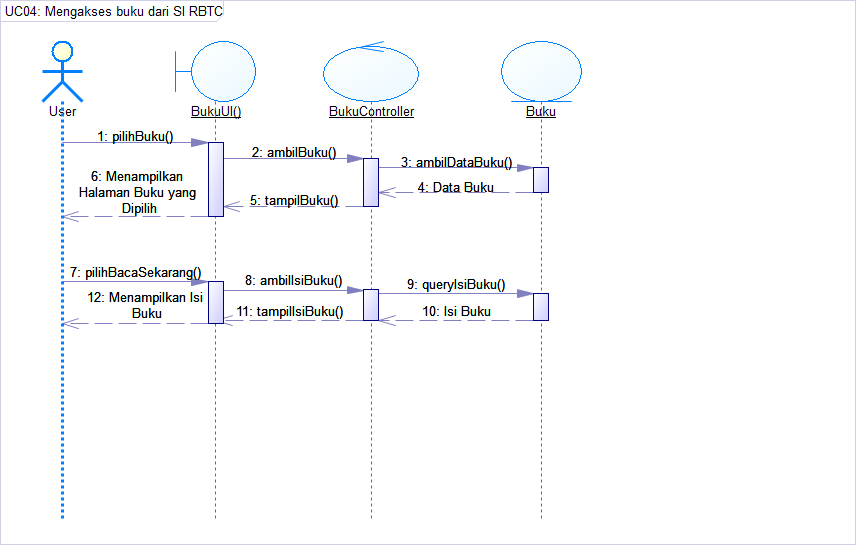 UC04: Mengakses buku dari SI RBTC
User
BukuUI()
BukuController
Buku
1: pilihBuku()
2: ambilBuku()
3: ambilDataBuku()
4: Data Buku
5: tampilBuku()
6: Menampilkan
Halaman Buku yang
Dipilih
7: pilihBacaSekarang()
8: ambilIsiBuku()
9: queryIsiBuku()
10: Isi Buku
11: tampilIsiBuku()
12: Menampilkan Isi
Buku